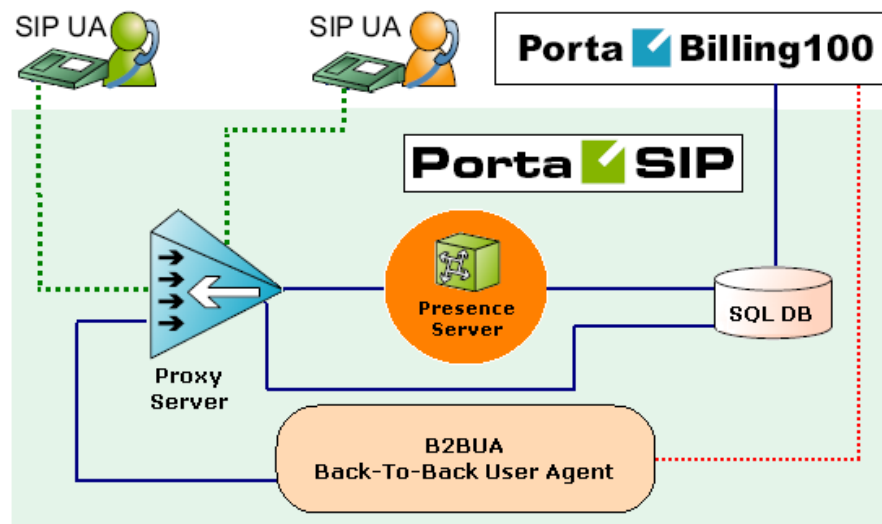 SIP UA
SIP UA
Porta Billing100
Porta SIP
Presence
Server
SQL DB
Proxy
Server
B2BUA
Back-To-Back User Agent